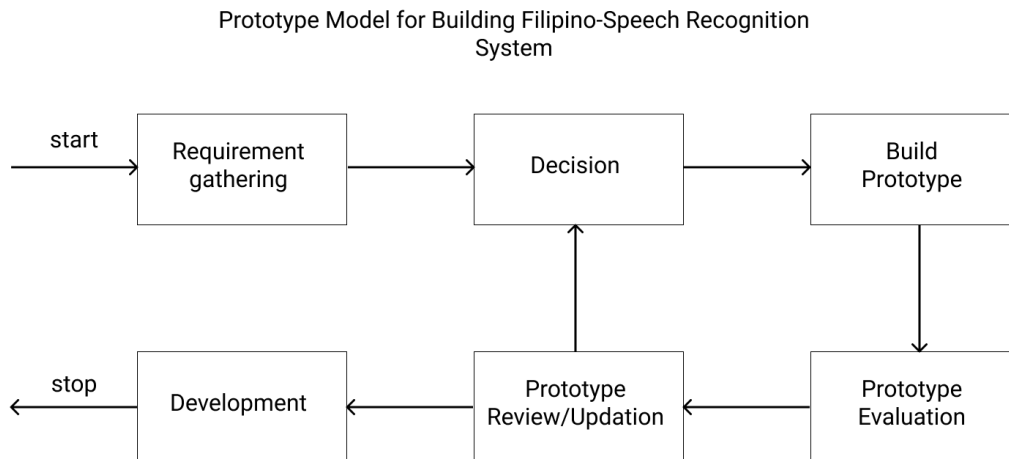 Prototype Model for Building Filipino-Speech Recognition
System
start
Requirement
gathering
Decision
Build
Prototype
stop
Development
Prototype
Review/Updation
Prototype
Evaluation